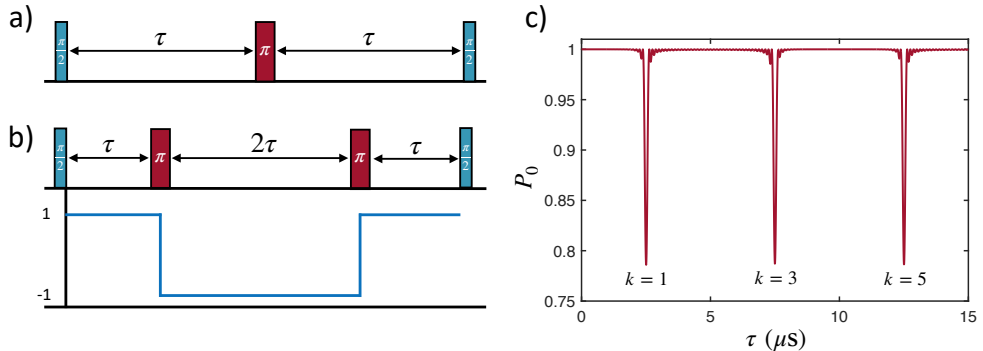 a)
π/2 τ π τ π/2
b)
π/2 τ π 2τ π τ π/2
1
-1
c)
P₀
1
0.95
0.9
0.85
0.8
0.75
k = 1 k = 3 k = 5
0 5 10 15
τ (μs)